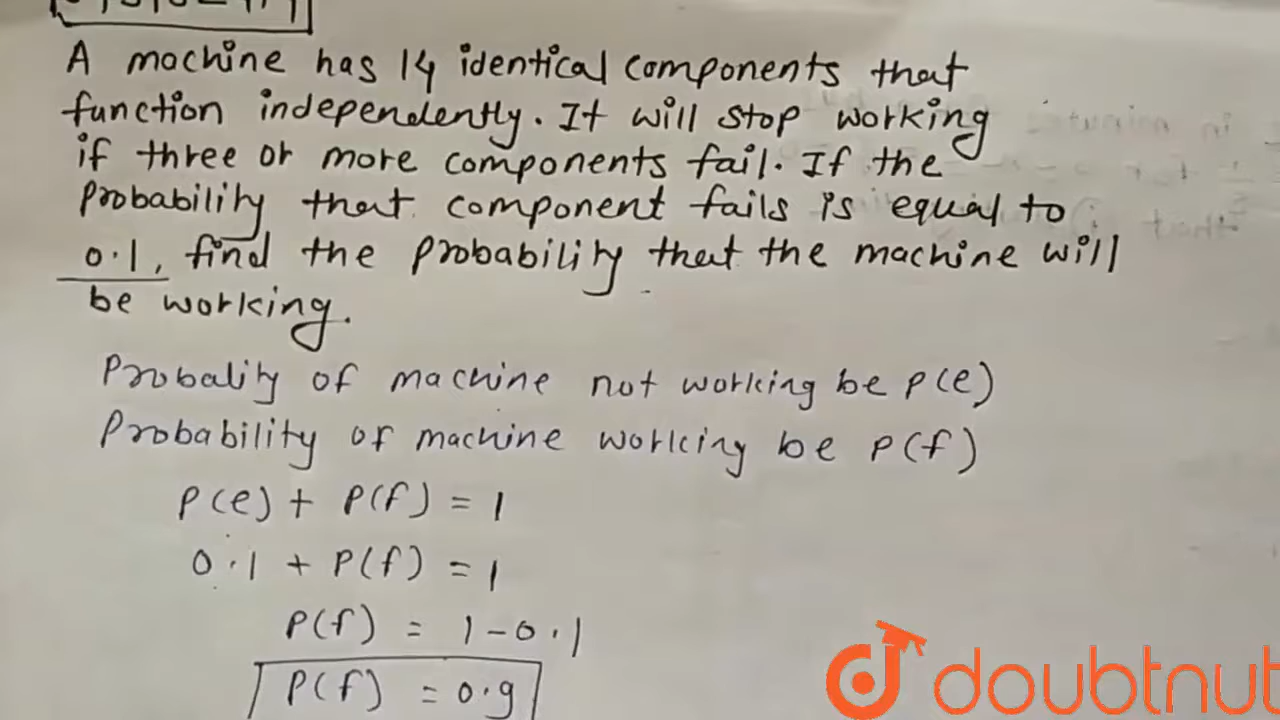 A machine has 14 identical components that
function independently. It will stop working
if three or more components fail. If the
Probability that component fails is equal to
0.1, find the probability that the machine will
be working.
Probality of machine not working be P(e)
Probability of machine working be P(f)
P(e) + P(f) = 1
0.1 + P(f) = 1
P(f) = 1 - 0.1
P(f) = 0.9
doubtnut